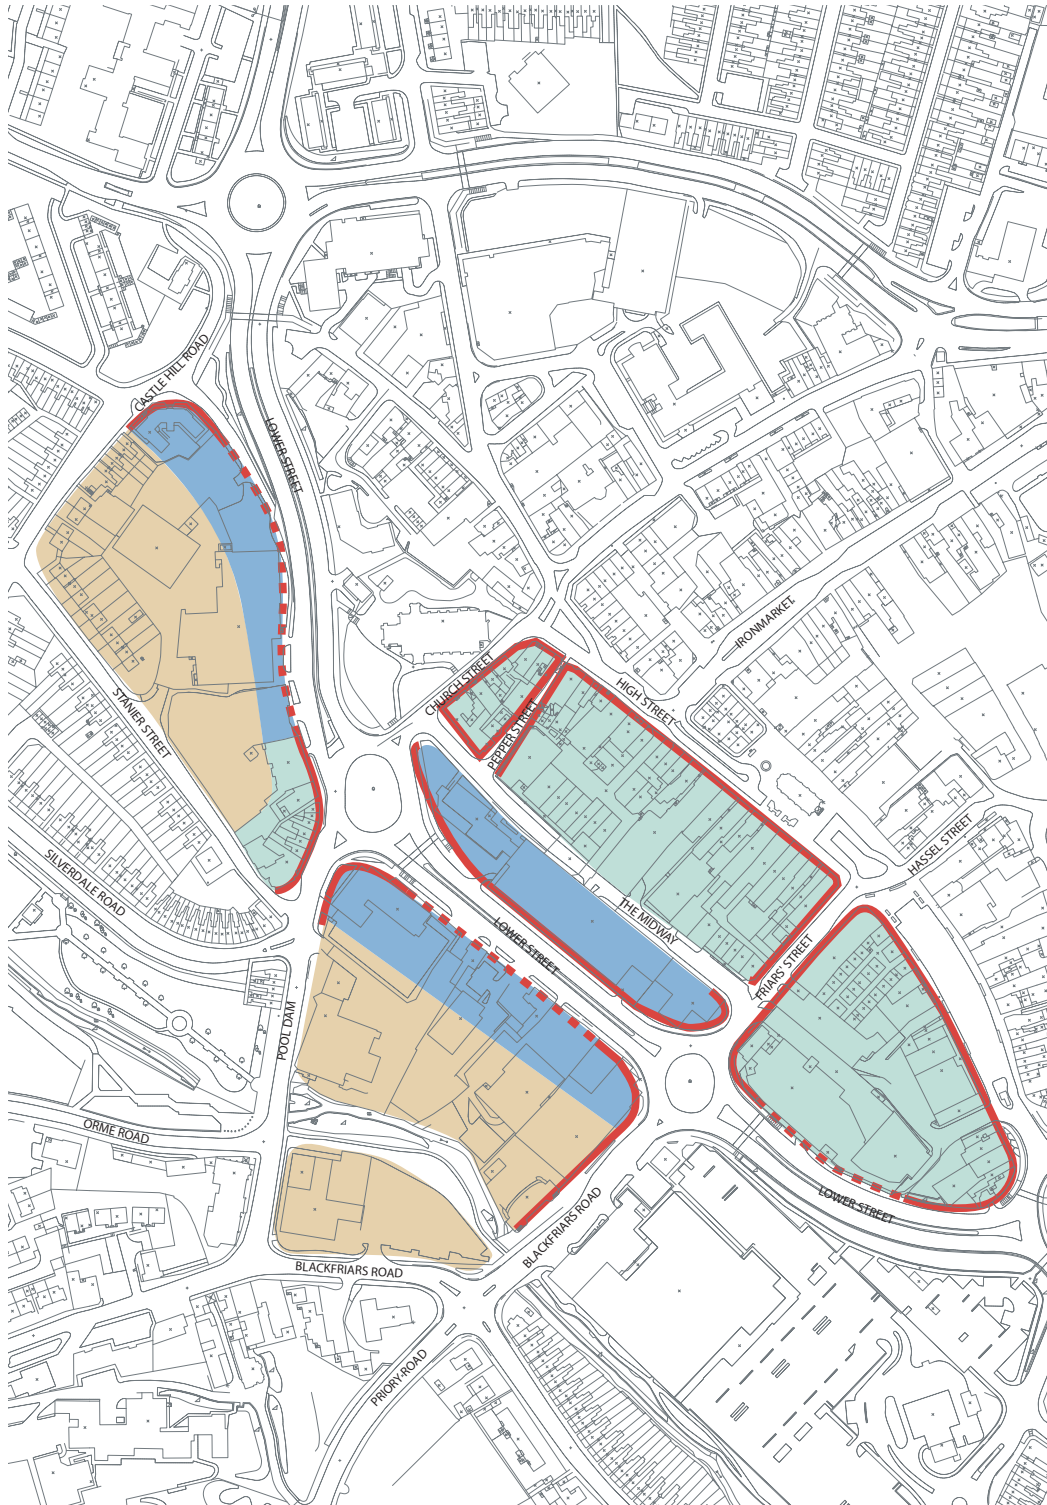 CASTLE HILL ROAD
LOWER STREET
IRONMARKET
CHURCH STREET
HIGH STREET
PEPPER STREET
STANIER STREET
HASSEL STREET
SILVERDALE ROAD
THE MIDWAY
LOWER STREET
FRIARS' STREET
POOL DAM
ORME ROAD
LOWER STREET
BLACKFRIARS ROAD
BLACKFRIARS ROAD
PRIORY ROAD